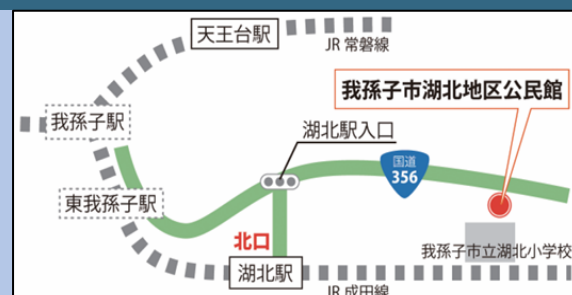 天王台駅
JR 常磐線
我孫子市湖北地区公民館
我孫子駅
湖北駅入口
国道
356
東我孫子駅
北口
我孫子市立湖北小学校
湖北駅
JR 成田線